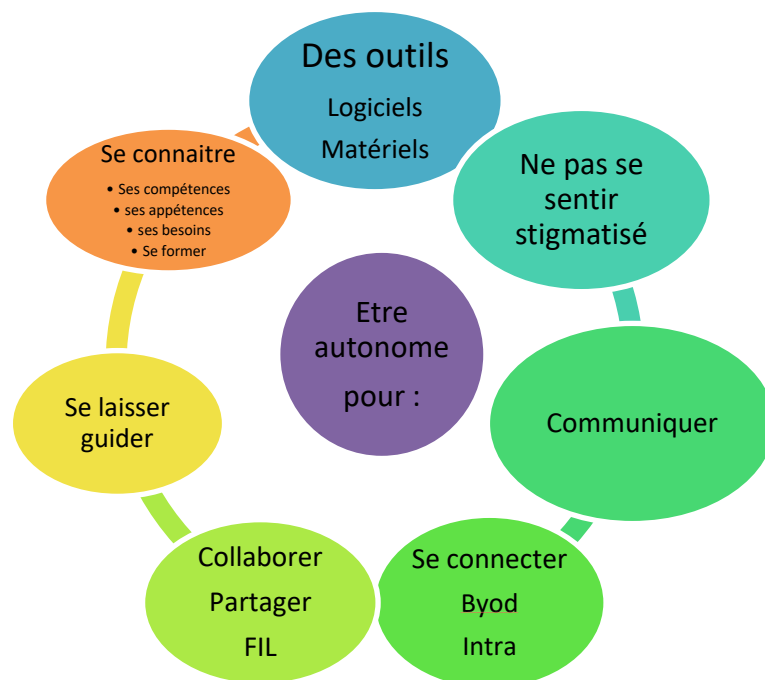 Des outils
Logiciels
Matériels
Ne pas se
sentir
stigmatisé
Communiquer
Se connecter
Byod
Intra
Collaborer
Partager
FIL
Se laisser
guider
Se connaitre
• Ses compétences
• ses appétences
• ses besoins
• Se former
Etre
autonome
pour :